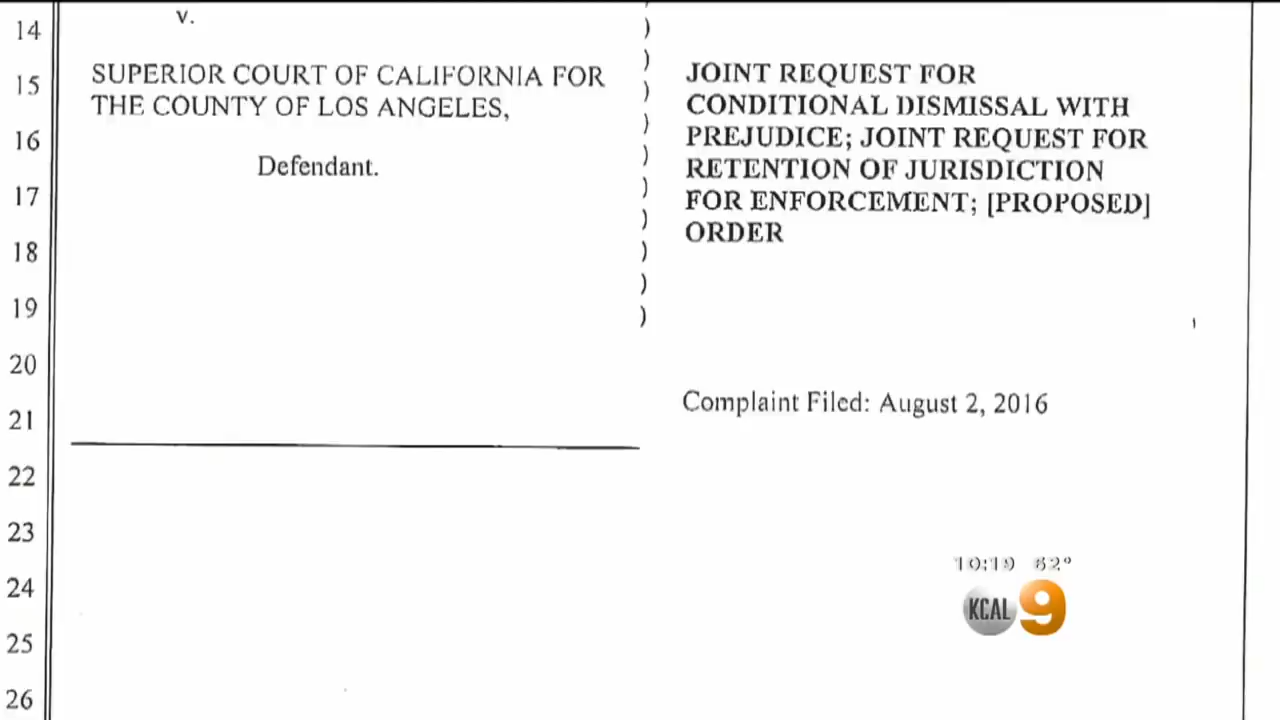 v.
14
SUPERIOR COURT OF CALIFORNIA FOR
THE COUNTY OF LOS ANGELES,
Defendant.
15
16
17
18
19
20
21
22
23
24
25
26
)
)
)
)
)
)
)
)
)
)
JOINT REQUEST FOR
CONDITIONAL DISMISSAL WITH
PREJUDICE; JOINT REQUEST FOR
RETENTION OF JURISDICTION
FOR ENFORCEMENT; [PROPOSED]
ORDER
Complaint Filed: August 2, 2016
10:19 62°
KCAL 9